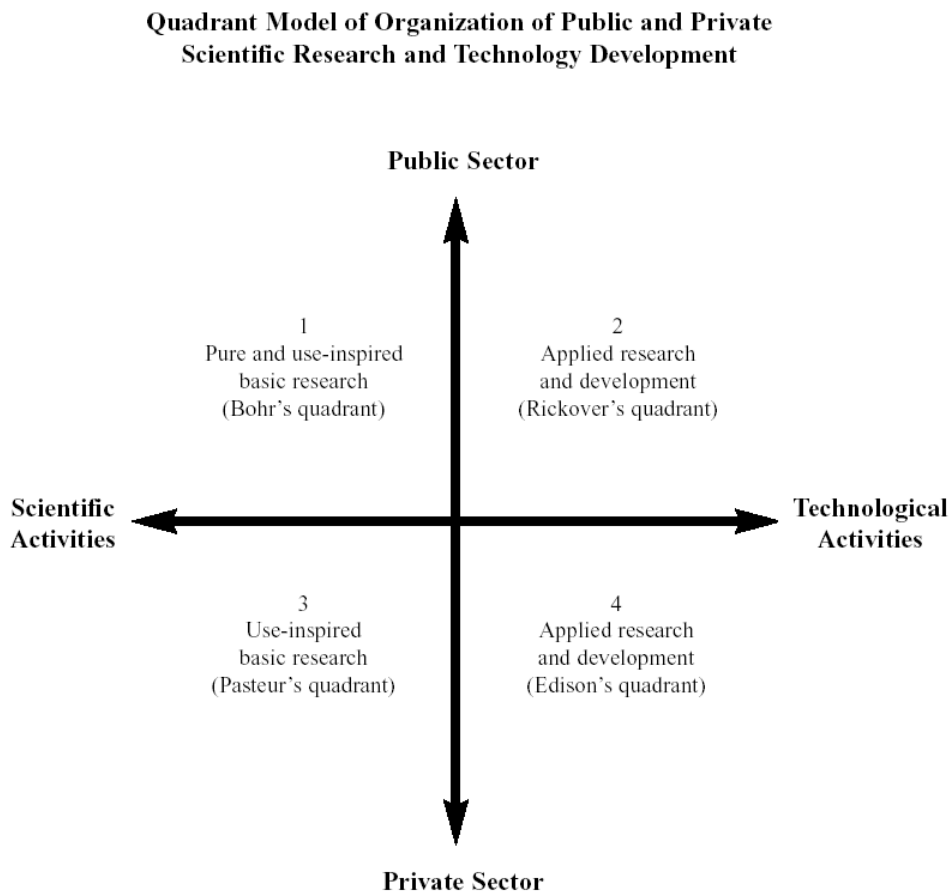 Quadrant Model of Organization of Public and Private
Scientific Research and Technology Development
Public Sector
1
Pure and use-inspired
basic research
(Bohr’s quadrant)
2
Applied research
and development
(Rickover’s quadrant)
Scientific
Activities
Technological
Activities
3
Use-inspired
basic research
(Pasteur’s quadrant)
4
Applied research
and development
(Edison’s quadrant)
Private Sector